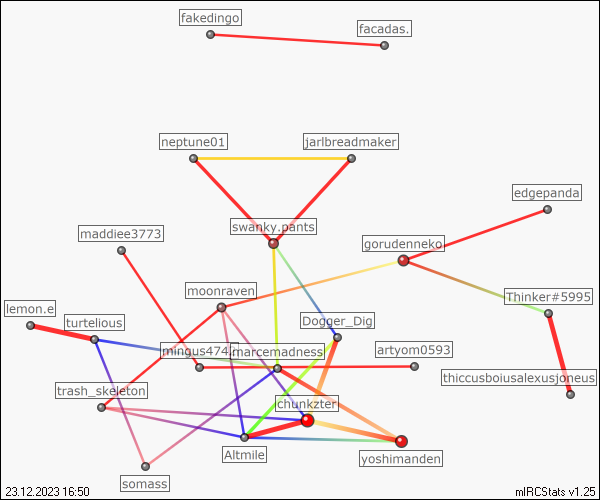 fakedingo
facadas.
neptune01
jarlbreadmaker
edgepanda
swanky.pants
maddiee3773
gorudenneko
moonraven
Thinker#5995
lemon.e
turtelious
Dogger_Dig
mingus474
marcemadness
artyom0593
thiccusboiusalexusjoneus
trash_skeleton
chunkzter
Altmile
yoshimanden
somass
23.12.2023 16:50
mIRCStats v1.25